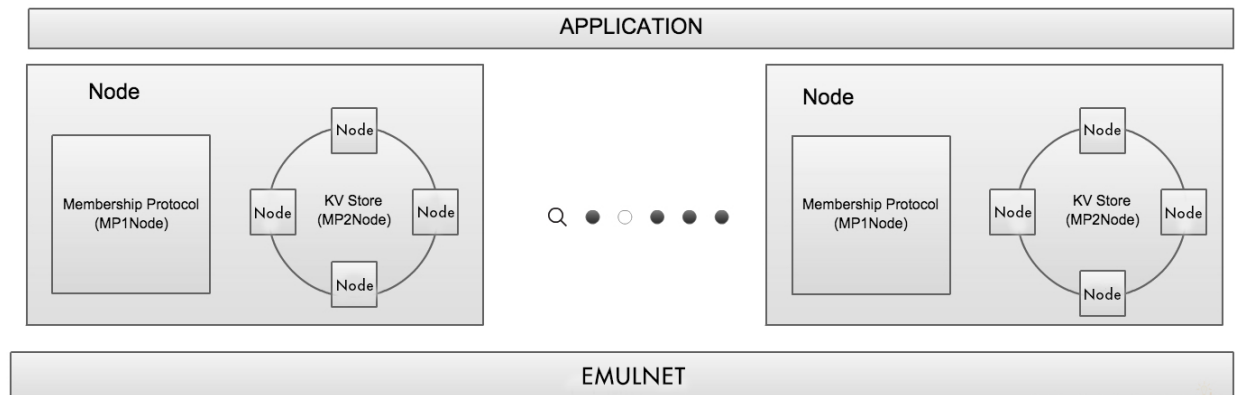 APPLICATION
Node
Node
Node
Node
KV Store
(MP2Node)
Node
Node
Membership Protocol
(MP1Node)
Node
Node
Node
KV Store
(MP2Node)
Node
Node
Membership Protocol
(MP1Node)
EMULNET